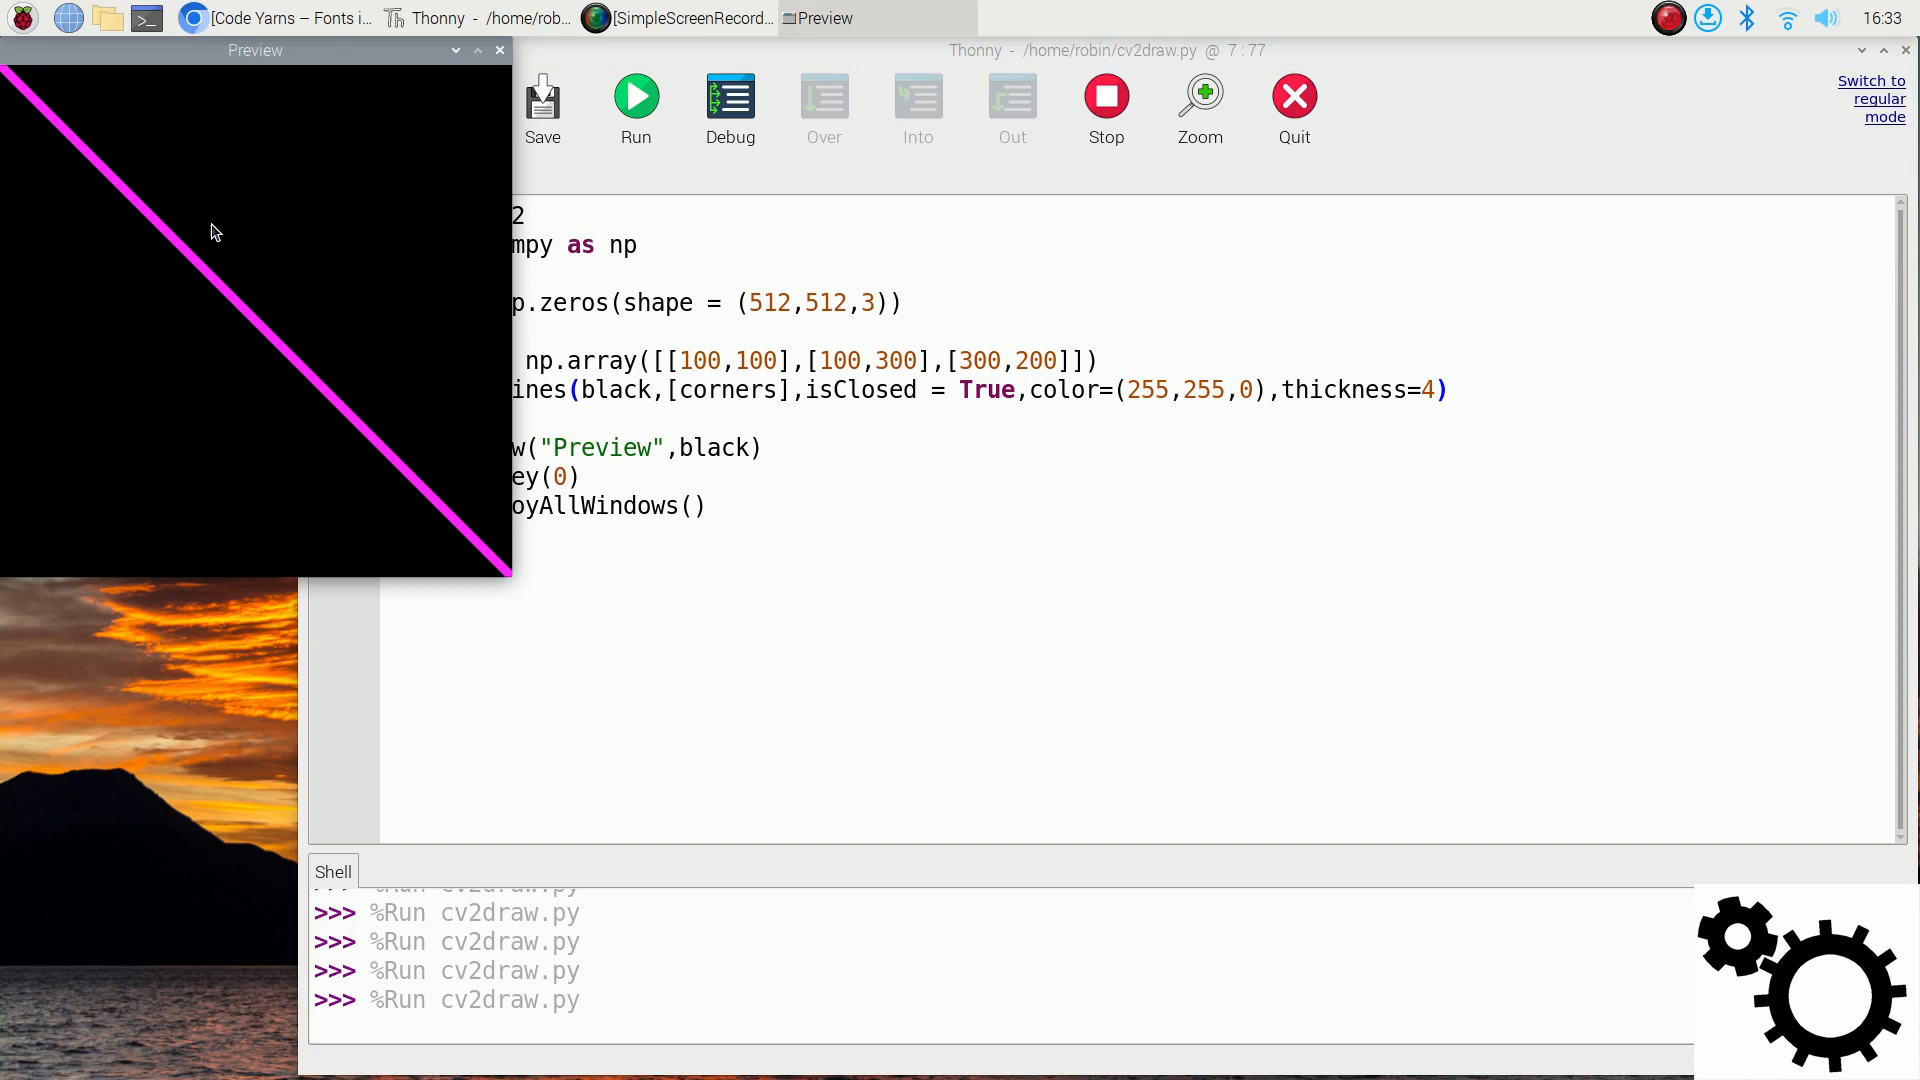 [Code Yarns – Fonts i...
Thonny - /home/rob...
[SimpleScreenRecord...
Preview
16:33
Preview
Thonny - /home/robin/cv2draw.py @ 7:77
Save
Run
Debug
Over
Into
Out
Stop
Zoom
Quit
Switch to
regular
mode
2
mpy as np
p.zeros(shape = (512,512,3))
np.array([[100,100],[100,300],[300,200]])
ines(black,[corners],isClosed = True,color=(255,255,0),thickness=4)
w("Preview",black)
ey(0)
oyAllWindows()
Shell
>>> %Run cv2draw.py
>>> %Run cv2draw.py
>>> %Run cv2draw.py
>>> %Run cv2draw.py
>>> %Run cv2draw.py